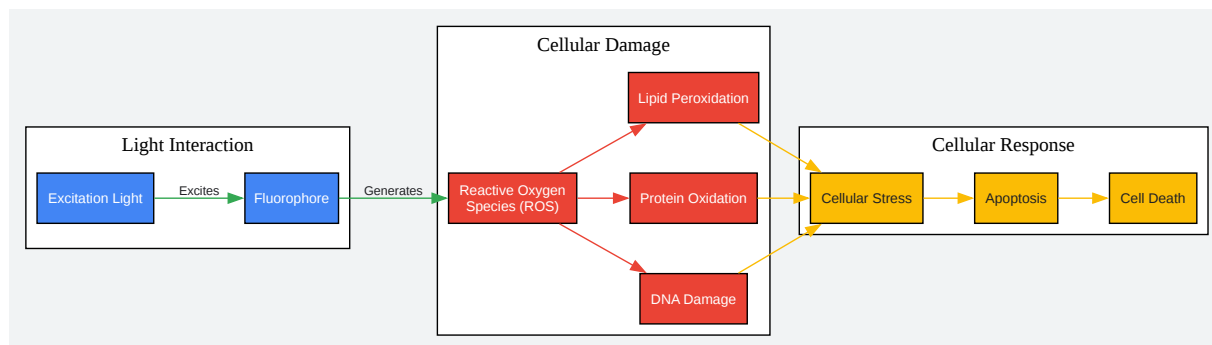 Light Interaction
Excitation Light
Excites
Fluorophore
Generates
Cellular Damage
Reactive Oxygen
Species (ROS)
Lipid Peroxidation
Protein Oxidation
DNA Damage
Cellular Response
Cellular Stress
Apoptosis
Cell Death